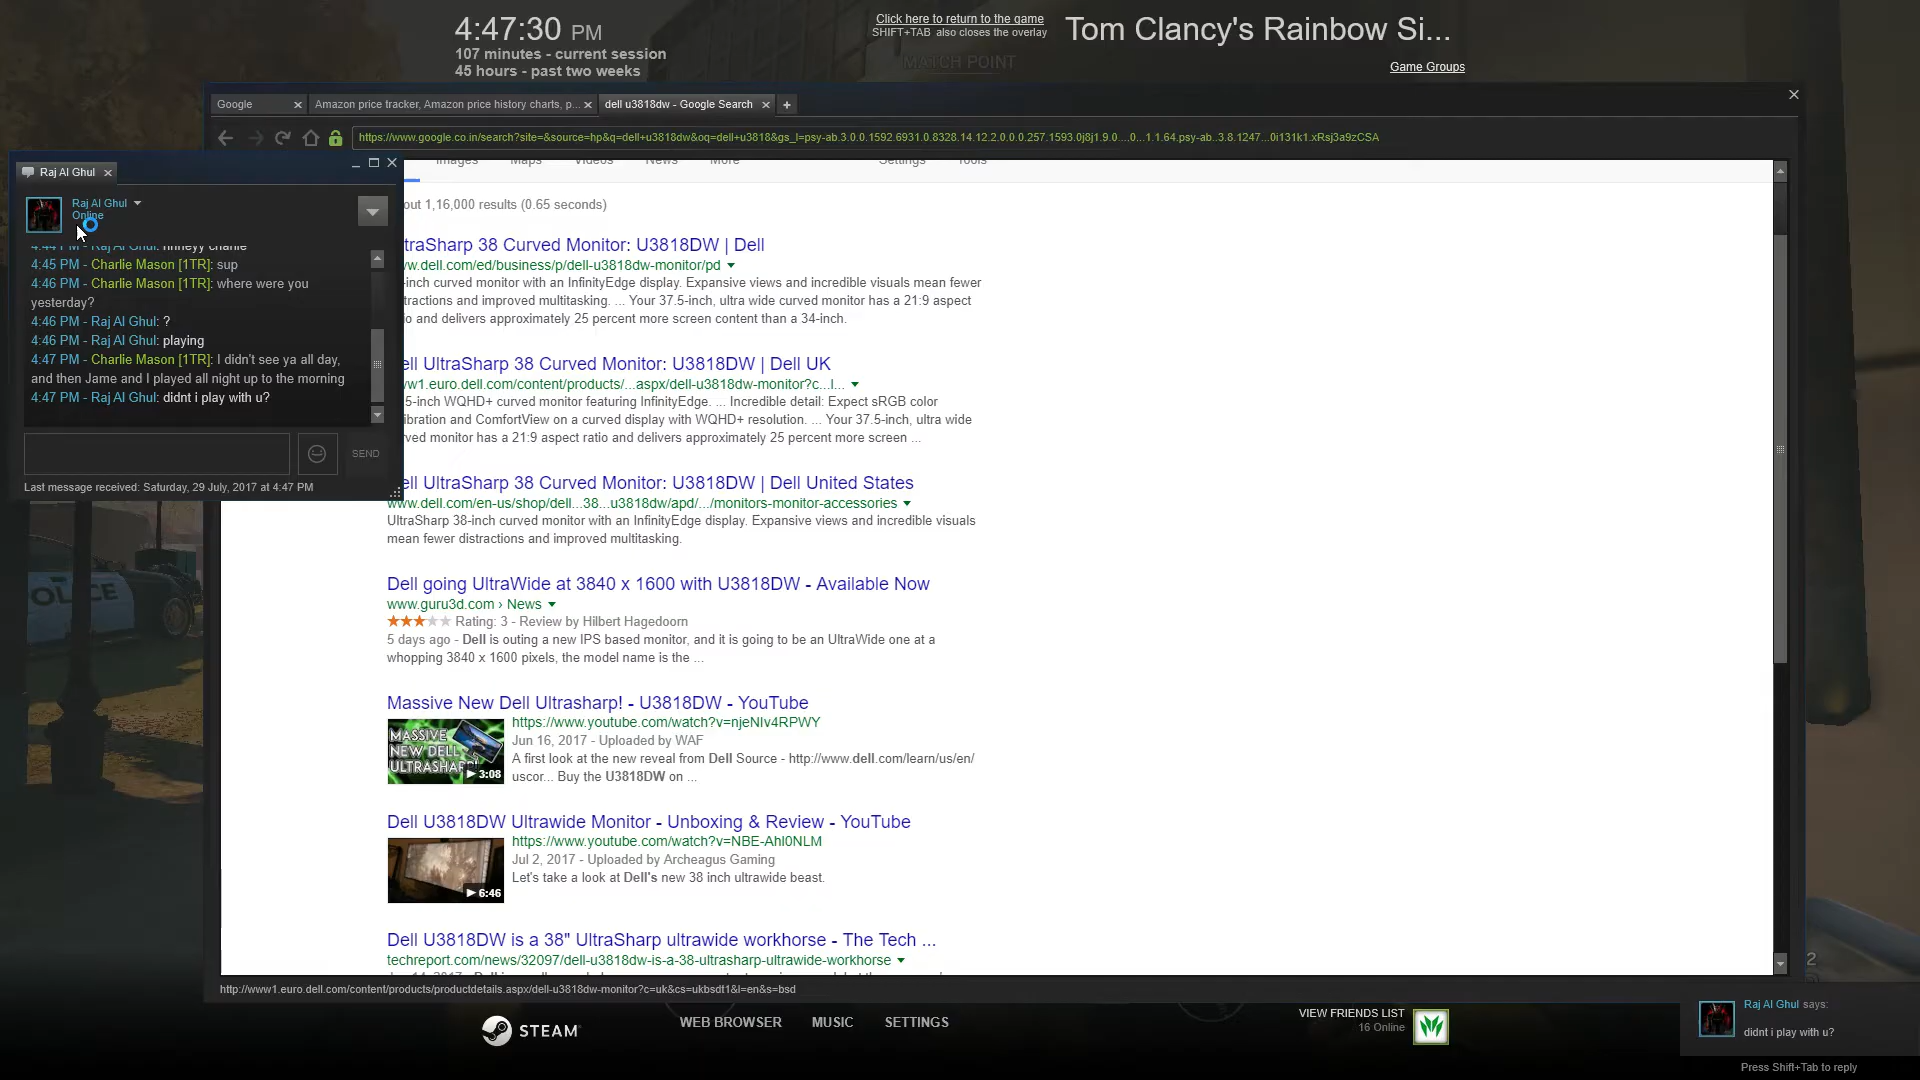 4:47:30 PM
107 minutes - current session
45 hours - past two weeks
Click here to return to the game
SHIFT+TAB also closes the overlay
Tom Clancy's Rainbow Si...
MATCH POINT
Game Groups
Google
Amazon price tracker, Amazon price history charts, p...
dell u3818dw - Google Search
https://www.google.co.in/search?site=&source=hp&q=dell+u3818dw&oq=dell+u3818&gs_l=psy-ab.3.0.0.1592.6931.0.8328.14.12.2.0.0.0.257.1593.0j8j1.9.0....0...1.1.64.psy-ab..3.8.1247...0i131k1.xRsj3a9zCSA
Images Maps Videos News More Settings Tools
Raj Al Ghul
Raj Al Ghul
Online
4:44 PM - Raj Al Ghul: hhheyy charlie
4:45 PM - Charlie Mason [1TR]: sup
4:46 PM - Charlie Mason [1TR]: where were you
yesterday?
4:46 PM - Raj Al Ghul: ?
4:46 PM - Raj Al Ghul: playing
4:47 PM - Charlie Mason [1TR]: I didn't see ya all day,
and then Jame and I played all night up to the morning
4:47 PM - Raj Al Ghul: didnt i play with u?
SEND
Last message received: Saturday, 29 July, 2017 at 4:47 PM
out 1,16,000 results (0.65 seconds)
traSharp 38 Curved Monitor: U3818DW | Dell
w.dell.com/ed/business/p/dell-u3818dw-monitor/pd
-inch curved monitor with an InfinityEdge display. Expansive views and incredible visuals mean fewer
tractions and improved multitasking. ... Your 37.5-inch, ultra wide curved monitor has a 21:9 aspect
io and delivers approximately 25 percent more screen content than a 34-inch.
ell UltraSharp 38 Curved Monitor: U3818DW | Dell UK
w1.euro.dell.com/content/products/...aspx/dell-u3818dw-monitor?c...l...
5-inch WQHD+ curved monitor featuring InfinityEdge. ... Incredible detail: Expect sRGB color
ibration and ComfortView on a curved display with WQHD+ resolution. ... Your 37.5-inch, ultra wide
rved monitor has a 21:9 aspect ratio and delivers approximately 25 percent more screen ...
ell UltraSharp 38 Curved Monitor: U3818DW | Dell United States
www.dell.com/en-us/shop/dell...38...u3818dw/apd/.../monitors-monitor-accessories
UltraSharp 38-inch curved monitor with an InfinityEdge display. Expansive views and incredible visuals
mean fewer distractions and improved multitasking.
Dell going UltraWide at 3840 x 1600 with U3818DW - Available Now
www.guru3d.com › News
Rating: 3 - Review by Hilbert Hagedoorn
5 days ago - Dell is outing a new IPS based monitor, and it is going to be an UltraWide one at a
whopping 3840 x 1600 pixels, the model name is the ...
Massive New Dell Ultrasharp! - U3818DW - YouTube
https://www.youtube.com/watch?v=njeNIv4RPWY
Jun 16, 2017 - Uploaded by WAF
A first look at the new reveal from Dell Source - http://www.dell.com/learn/us/en/
uscor... Buy the U3818DW on ...
MASSIVE
NEW DELL
ULTRASHARP!
3:08
Dell U3818DW Ultrawide Monitor - Unboxing & Review - YouTube
https://www.youtube.com/watch?v=NBE-Ahl0NLM
Jul 2, 2017 - Uploaded by Archeagus Gaming
Let's take a look at Dell's new 38 inch ultrawide beast.
6:46
Dell U3818DW is a 38" UltraSharp ultrawide workhorse - The Tech ...
techreport.com/news/32097/dell-u3818dw-is-a-38-ultrasharp-ultrawide-workhorse
http://www1.euro.dell.com/content/products/productdetails.aspx/dell-u3818dw-monitor?c=uk&cs=ukbsdt1&l=en&s=bsd
STEAM
WEB BROWSER
MUSIC
SETTINGS
VIEW FRIENDS LIST
16 Online
2
Raj Al Ghul says:
didnt i play with u?
Press Shift+Tab to reply
OLICE